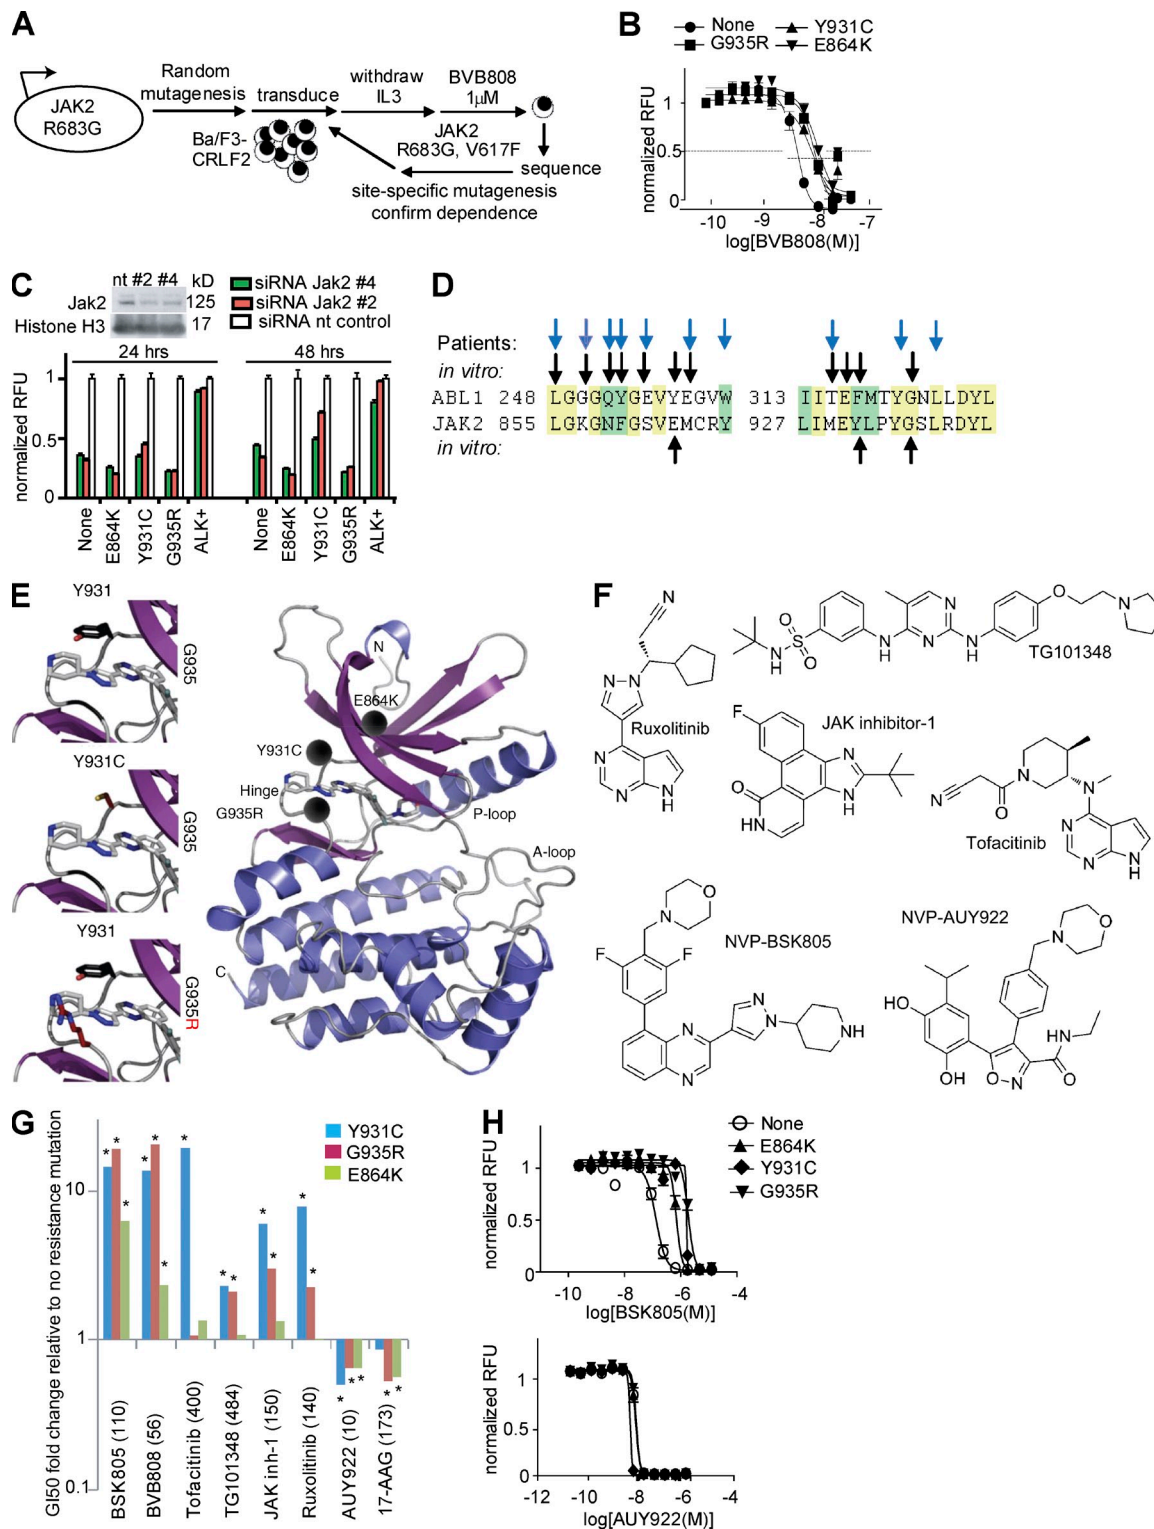 A
JAK2
R683G
Random
mutagenesis
transduce
Ba/F3-
CRLF2
withdraw
IL3
BVB808
1µM
JAK2
R683G, V617F
sequence
site-specific mutagenesis
confirm dependence
B
None
Y931C
G935R
E864K
normalized RFU
1
0.5
0
-10 -9 -8 -7
log[BVB808(M)]
C
nt #2 #4 kD
Jak2 125
Histone H3 17
siRNA Jak2 #4
siRNA Jak2 #2
siRNA nt control
24 hrs
48 hrs
normalized RFU
1
0.5
0
None
E864K
Y931C
G935R
ALK+
None
E864K
Y931C
G935R
ALK+
D
Patients:
in vitro:
ABL1 248 LGGGQYGEVYEGVW 313 IITEFMTYGNLLDYL
JAK2 855 LGKGNFGSVEMCRY 927 LIMEYLPYGSLRDYL
in vitro:
E
Y931
G935
Y931C
G935
Y931
G935R
N
E864K
Y931C
Hinge
G935R
P-loop
A-loop
C
F
Ruxolitinib
TG101348
JAK inhibitor-1
Tofacitinib
NVP-BSK805
NVP-AUY922
G
GI50 fold change relative to no resistance mutation
Y931C
G935R
E864K
10
1
0.1
BSK805 (110)
BVB808 (56)
Tofacitinib (400)
TG101348 (484)
JAK inh-1 (150)
Ruxolitinib (140)
AUY922 (10)
17-AAG (173)
H
None
E864K
Y931C
G935R
normalized RFU
1
0.5
0
-10 -8 -6 -4
log[BSK805(M)]
normalized RFU
1
0.5
0
-12 -10 -8 -6 -4
log[AUY922(M)]